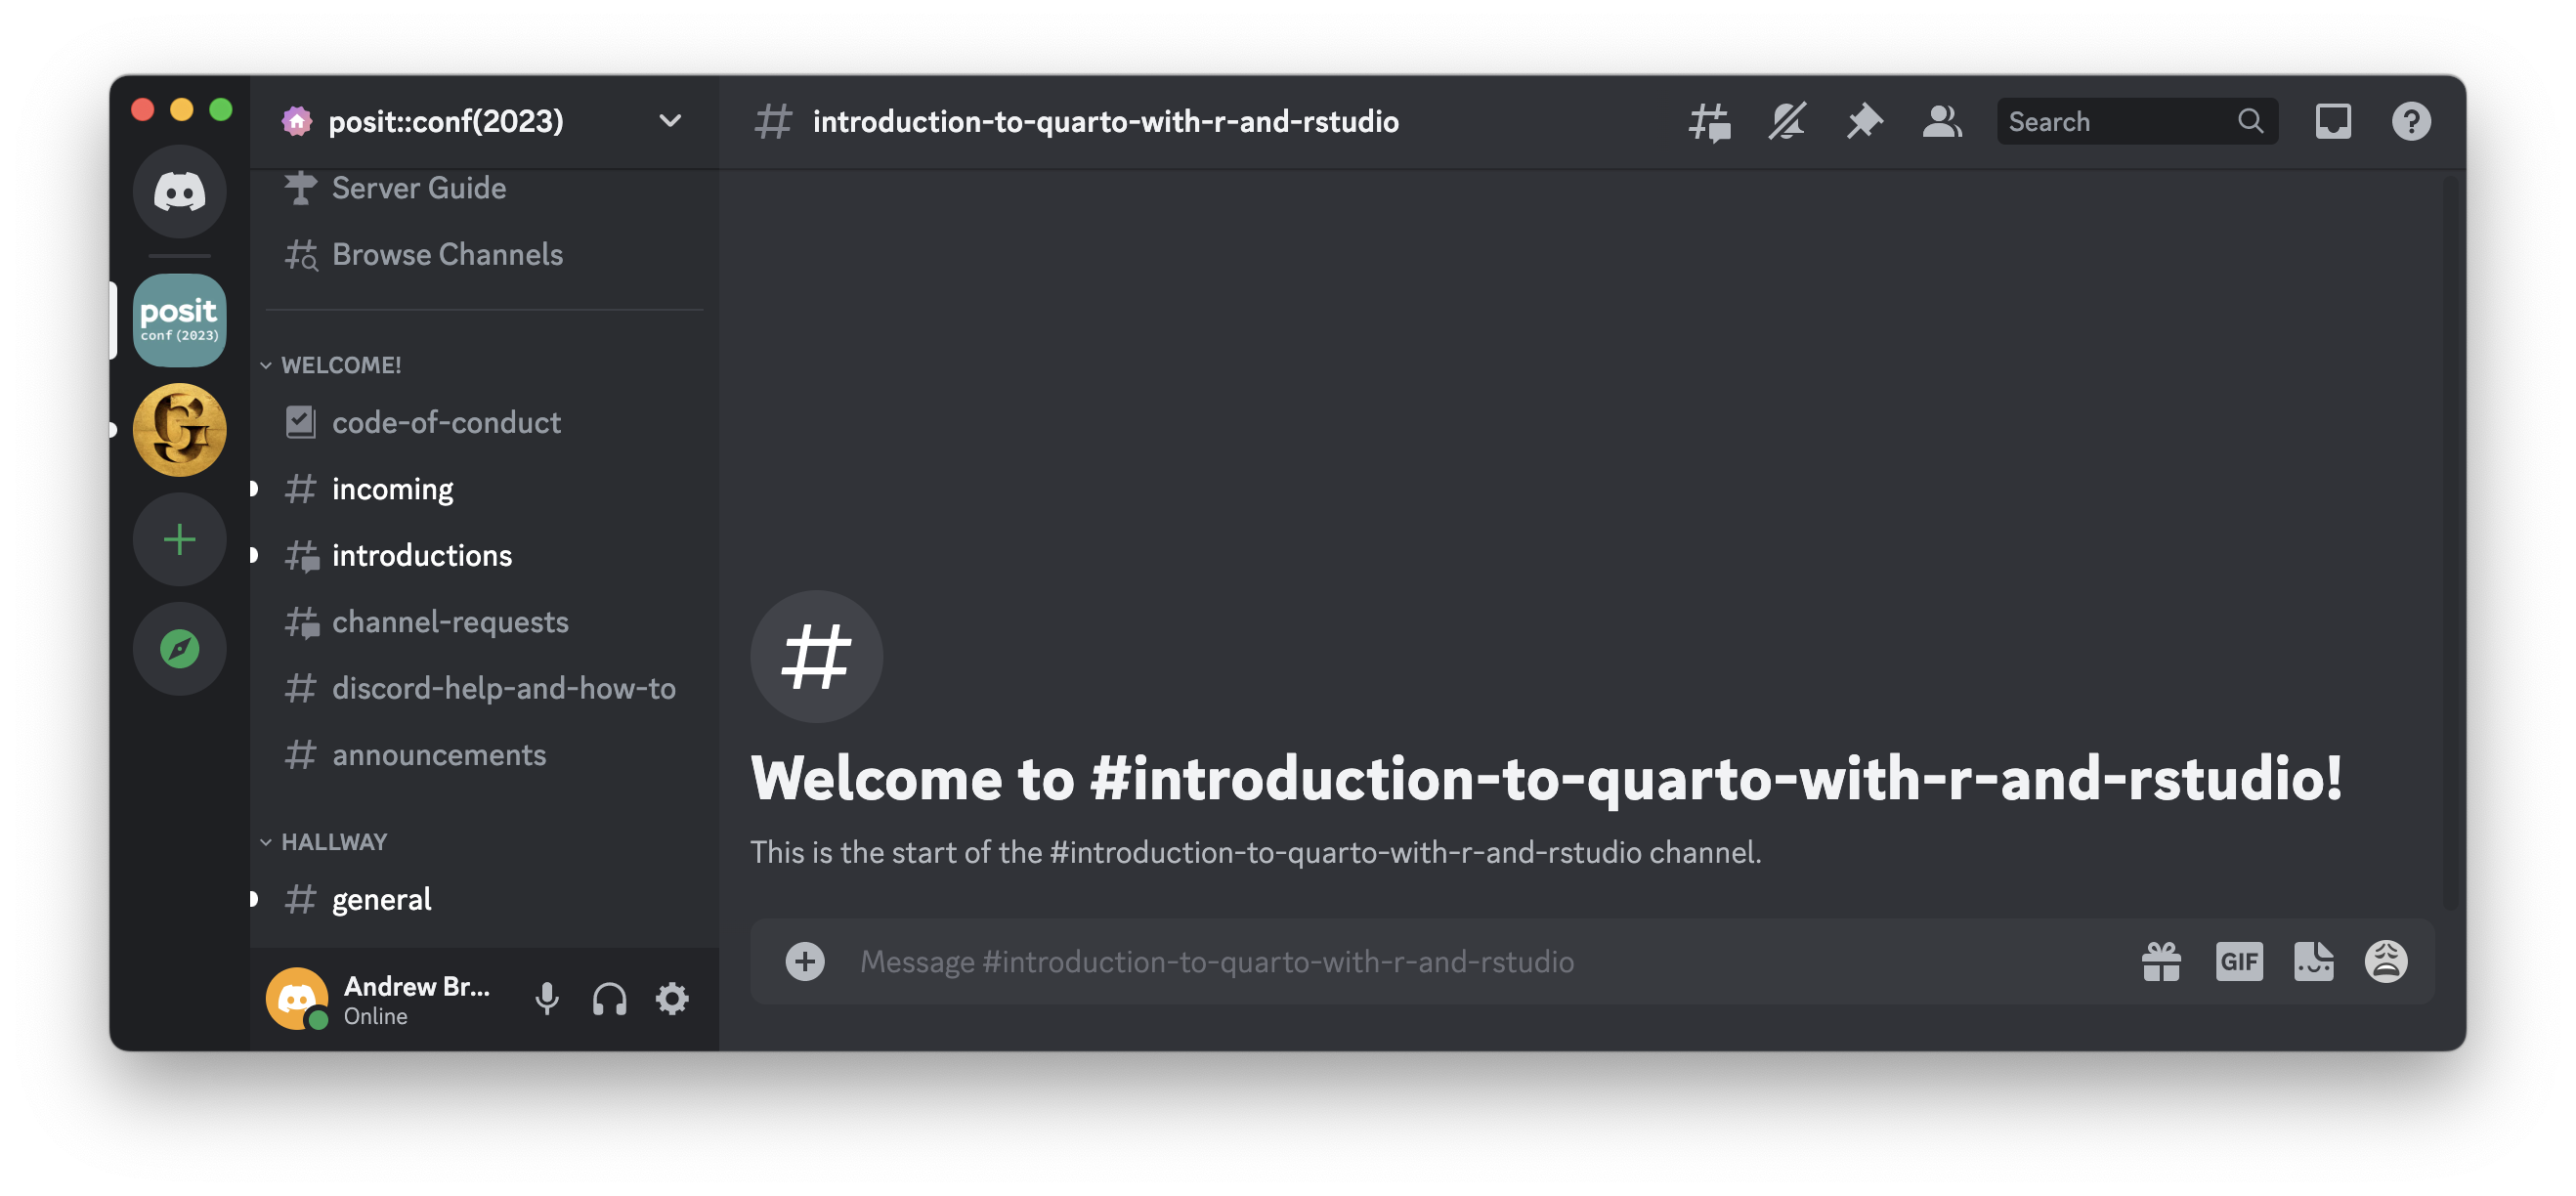 posit::conf(2023)
Server Guide
Browse Channels
posit
conf(2023)
WELCOME!
code-of-conduct
incoming
introductions
channel-requests
discord-help-and-how-to
announcements
HALLWAY
general
Andrew Br...
Online
introduction-to-quarto-with-r-and-rstudio
Search
Welcome to #introduction-to-quarto-with-r-and-rstudio!
This is the start of the #introduction-to-quarto-with-r-and-rstudio channel.
Message #introduction-to-quarto-with-r-and-rstudio
GIF